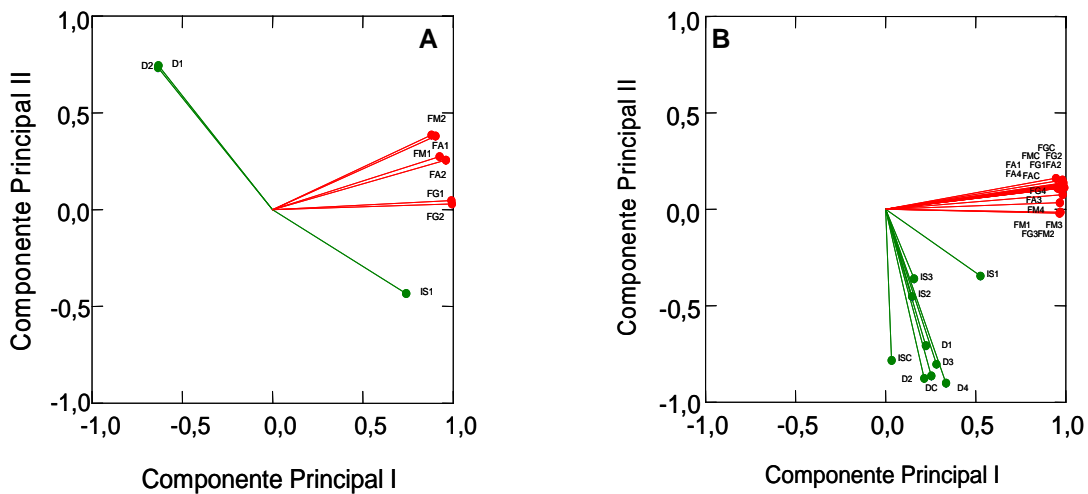 A
Componente Principal II
1,0
0,5
0,0
-0,5
-1,0
D2 D1
FM2
FA1
FM1
FA2
FG1
FG2
IS1
-1,0 -0,5 0,0 0,5 1,0
Componente Principal I
B
Componente Principal II
1,0
0,5
0,0
-0,5
-1,0
FGC
FMC FG2
FA1 FG1FA2
FA4 FAC
FG4
FA3
FM4
FM1 FM3
FG3FM2
IS3 IS1
IS2
D1
ISC D3
D2 DC D4
-1,0 -0,5 0,0 0,5 1,0
Componente Principal I